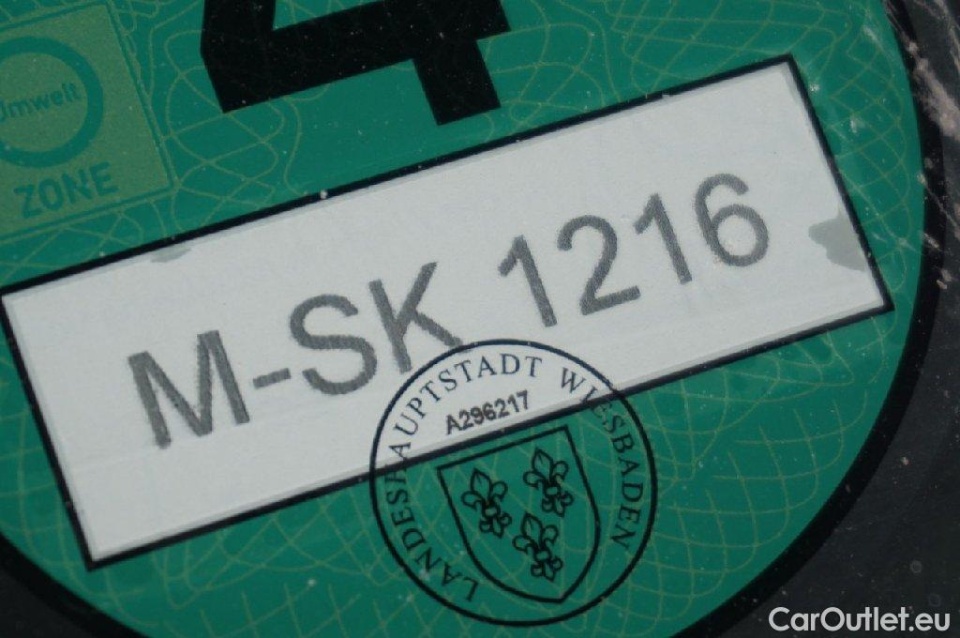 4
Umwelt
ZONE
M-SK 1216
LANDESHAUPTSTADT WIESBADEN
A296217
CarOutlet.eu